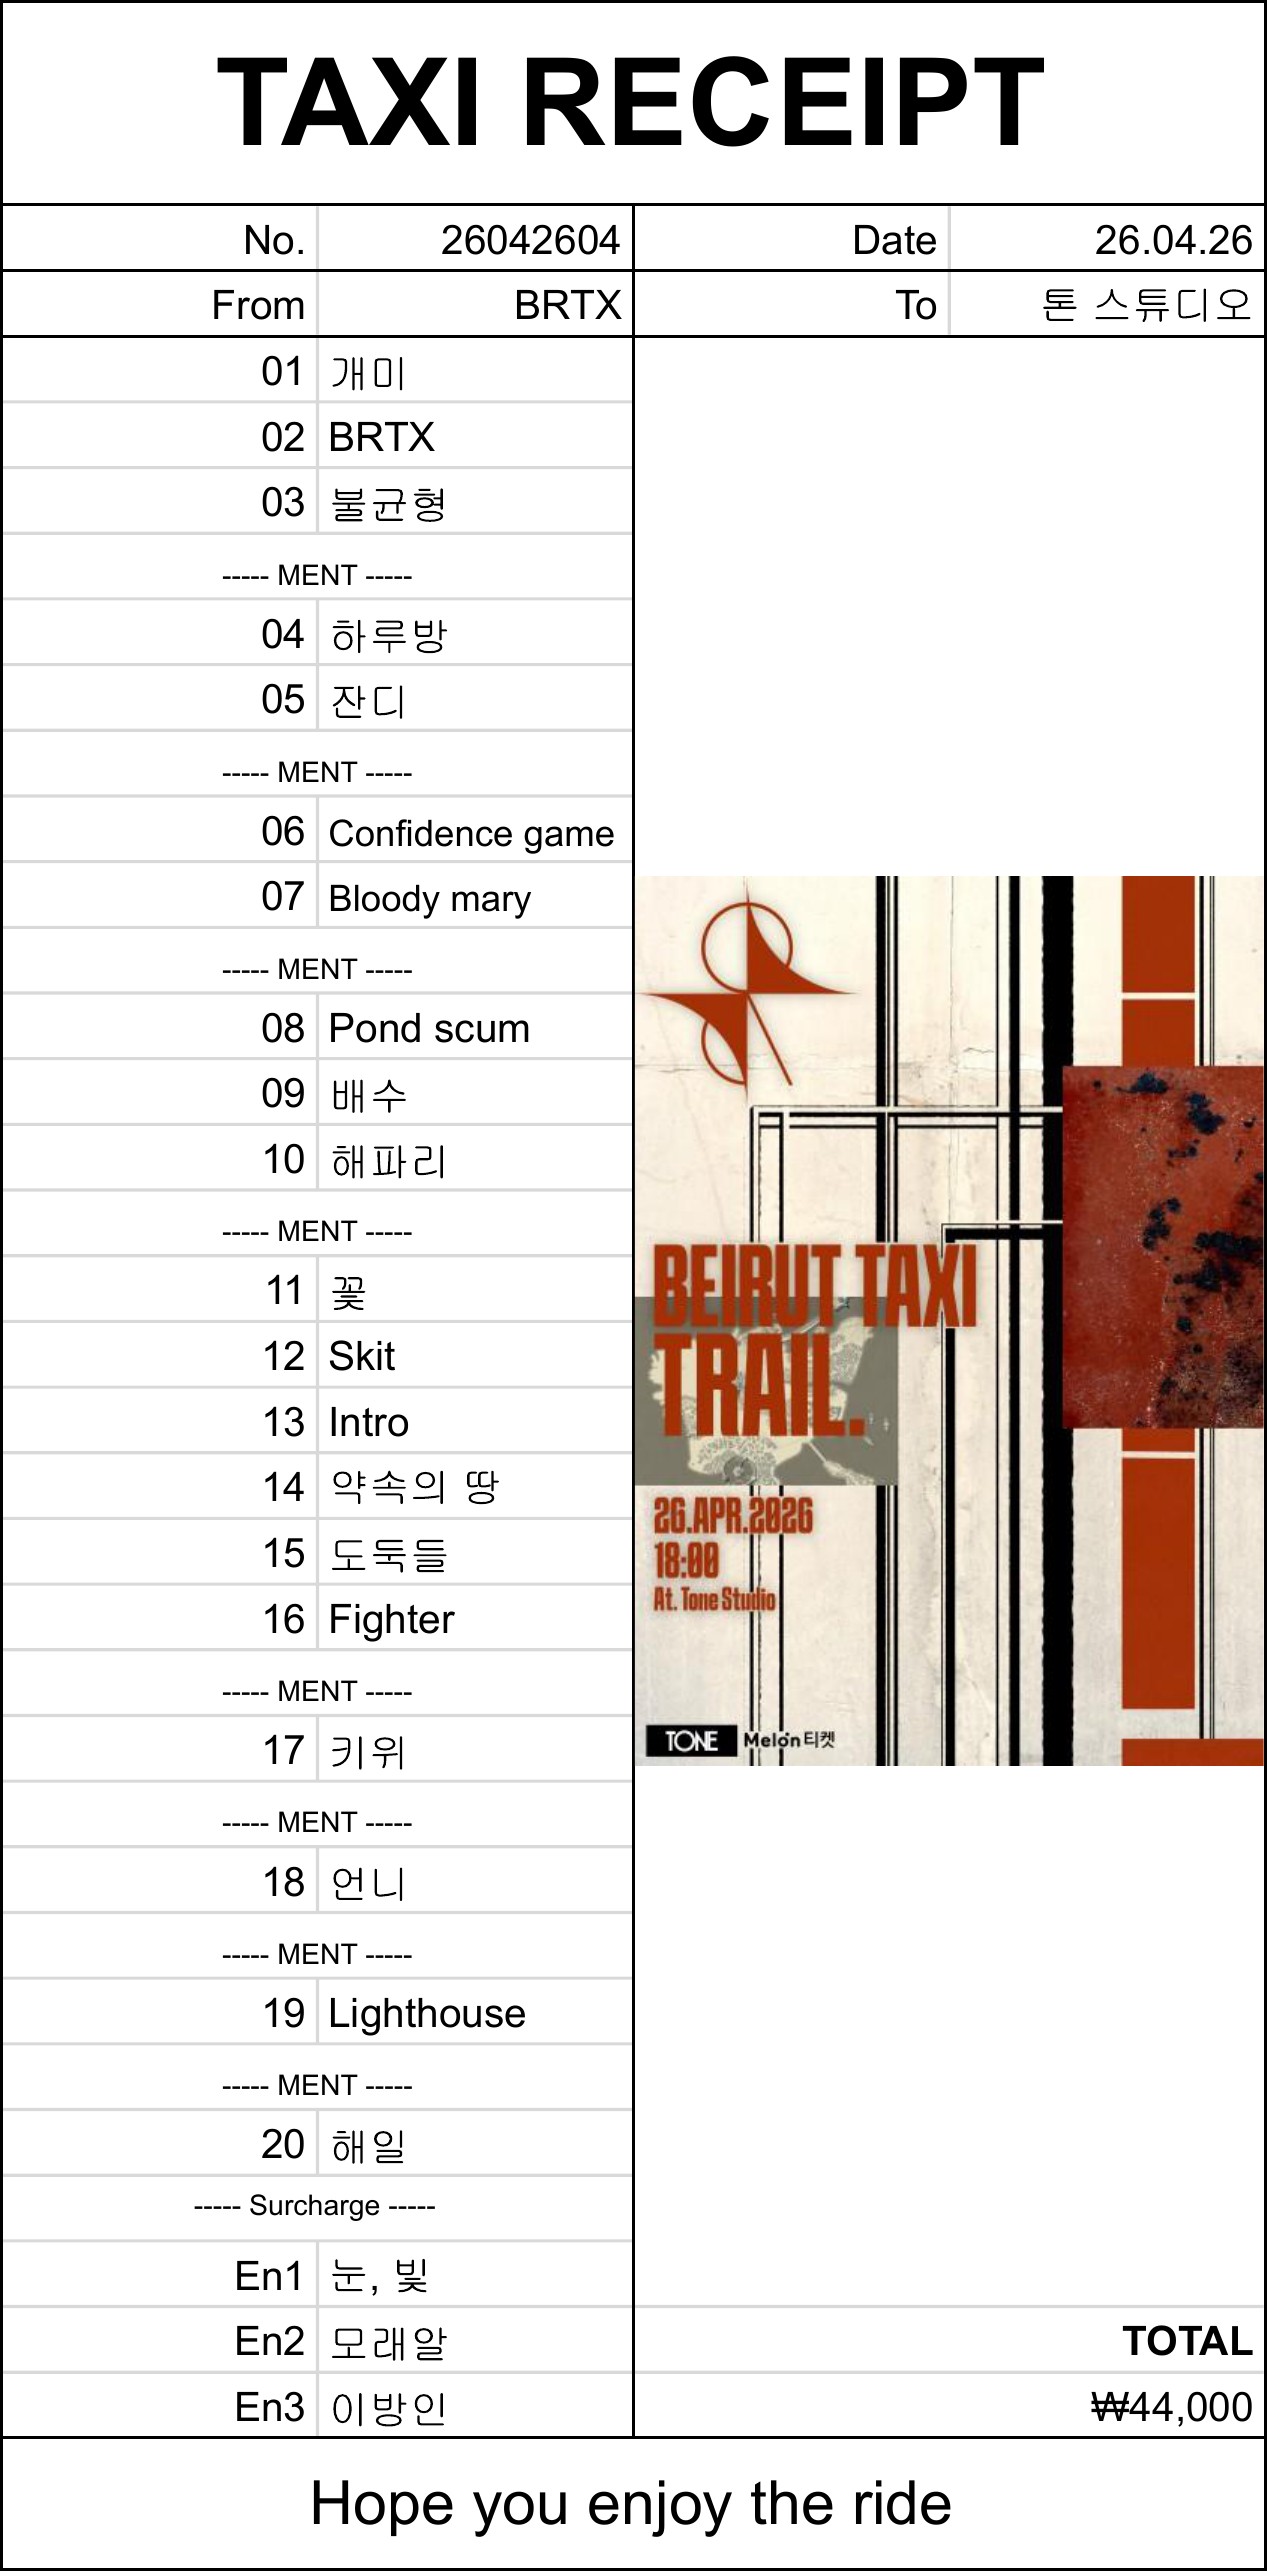 TAXI RECEIPT
No. 26042604 Date 26.04.26
From BRTX To 톤 스튜디오
01 개미
02 BRTX
03 불균형
----- MENT -----
04 하루방
05 잔디
----- MENT -----
06 Confidence game
07 Bloody mary
----- MENT -----
08 Pond scum
09 배수
10 해파리
----- MENT -----
11 꽃
12 Skit
13 Intro
14 약속의 땅
15 도둑들
16 Fighter
----- MENT -----
17 키위
----- MENT -----
18 언니
----- MENT -----
19 Lighthouse
----- MENT -----
20 해일
----- Surcharge -----
En1 눈, 빛
En2 모래알
En3 이방인
BEIRUT TAXI
TRAIL.
26.APR.2026
18:00
At. Tone Studio
TONE Melon티켓
TOTAL
₩44,000
Hope you enjoy the ride